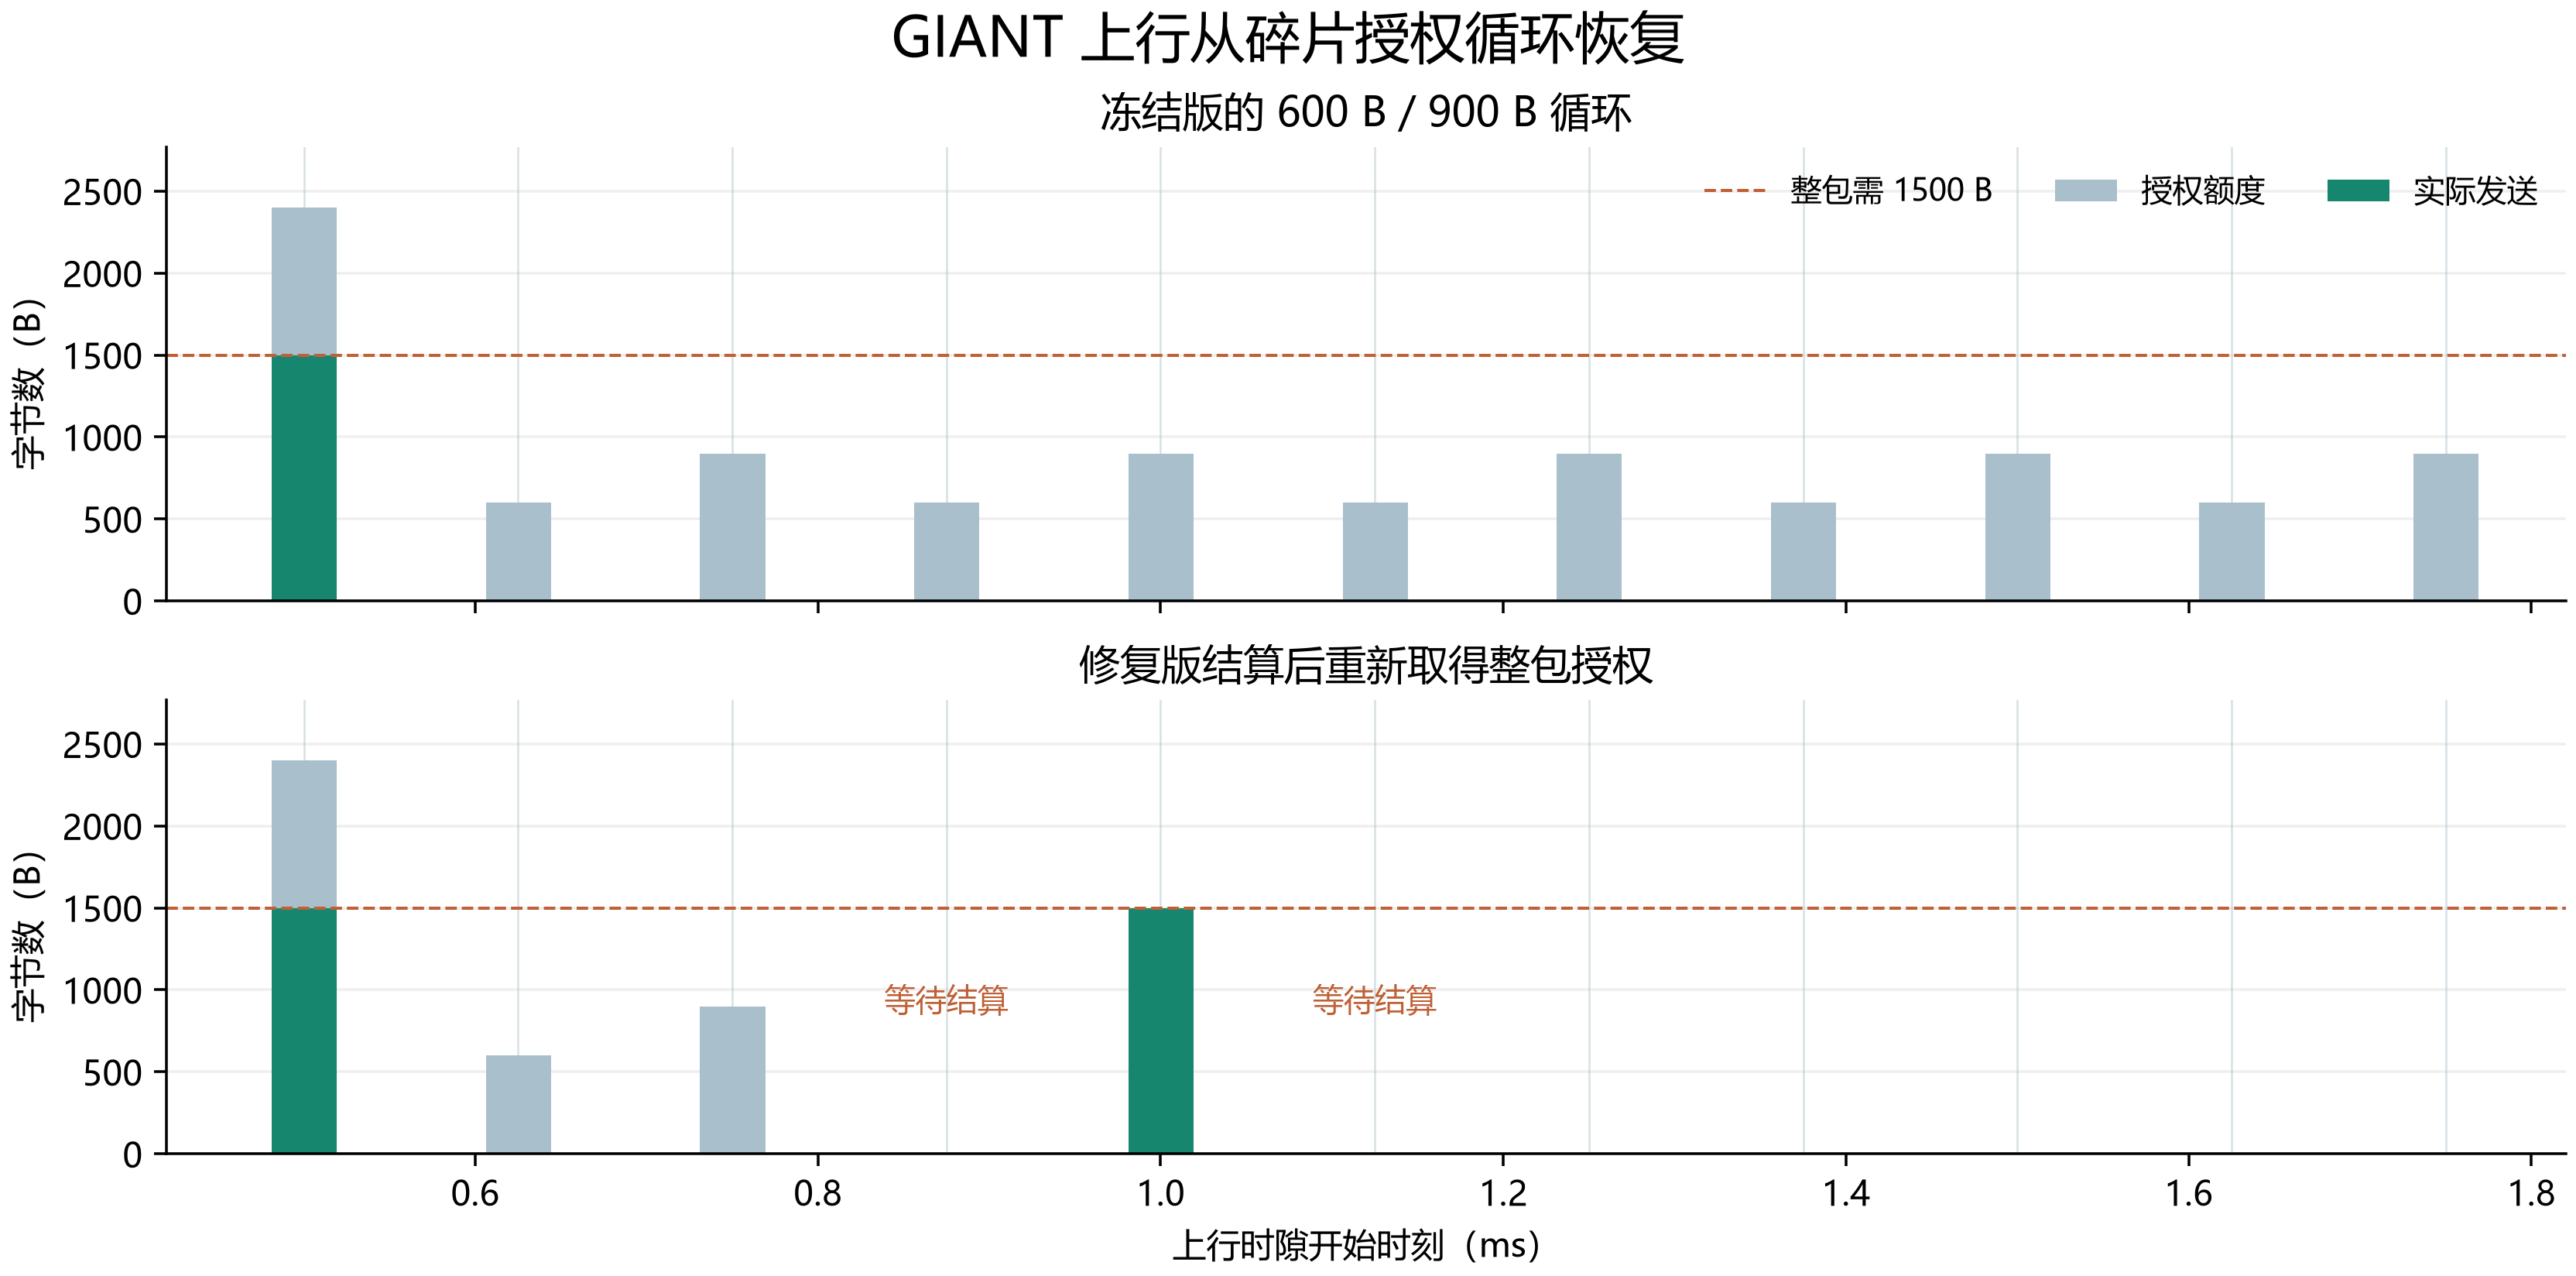 GIANT 上行从碎片授权循环恢复
冻结版的 600 B / 900 B 循环
整包需 1500 B 授权额度 实际发送
字节数（B）
2500
2000
1500
1000
500
0
修复版结算后重新取得整包授权
字节数（B）
2500
2000
1500
1000
500
0
等待结算 等待结算
0.6 0.8 1.0 1.2 1.4 1.6 1.8
上行时隙开始时刻（ms）